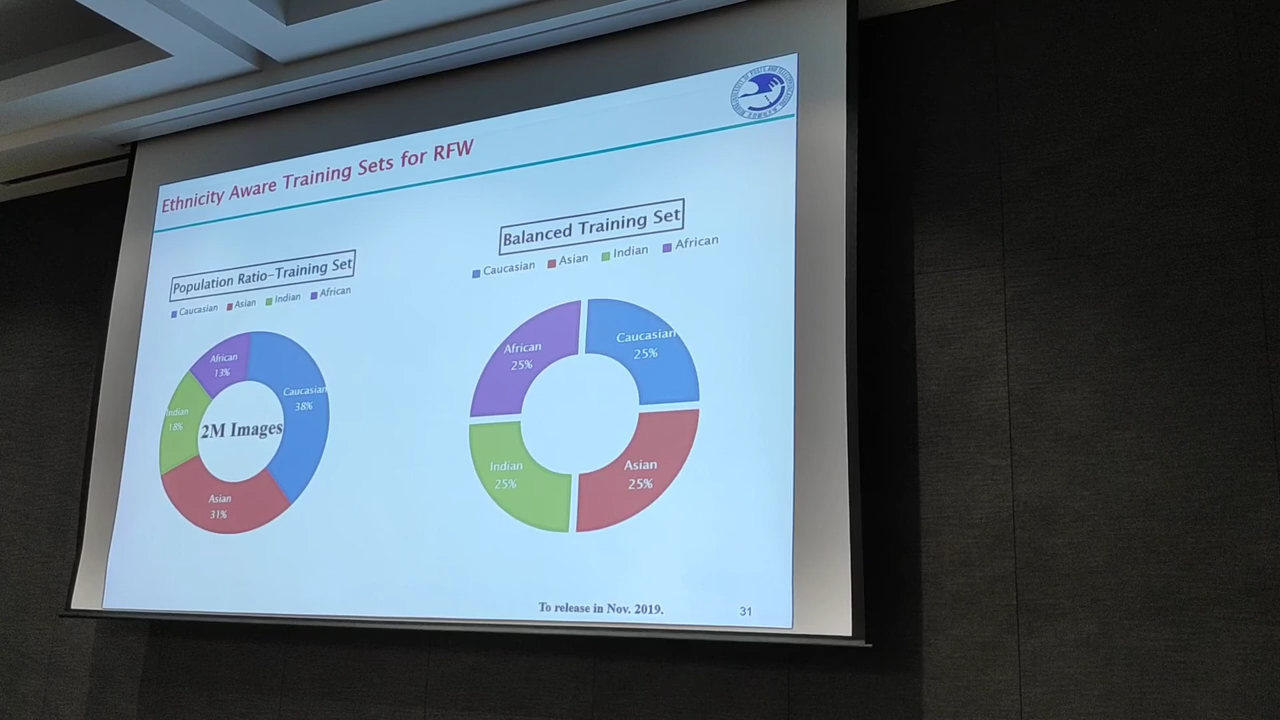 Ethnicity Aware Training Sets for RFW
Population Ratio-Training Set
Caucasian Asian Indian African
African
13%
Caucasian
38%
Indian
18%
2M Images
Asian
31%
Balanced Training Set
Caucasian Asian Indian African
African
25%
Caucasian
25%
Indian
25%
Asian
25%
To release in Nov. 2019.
31